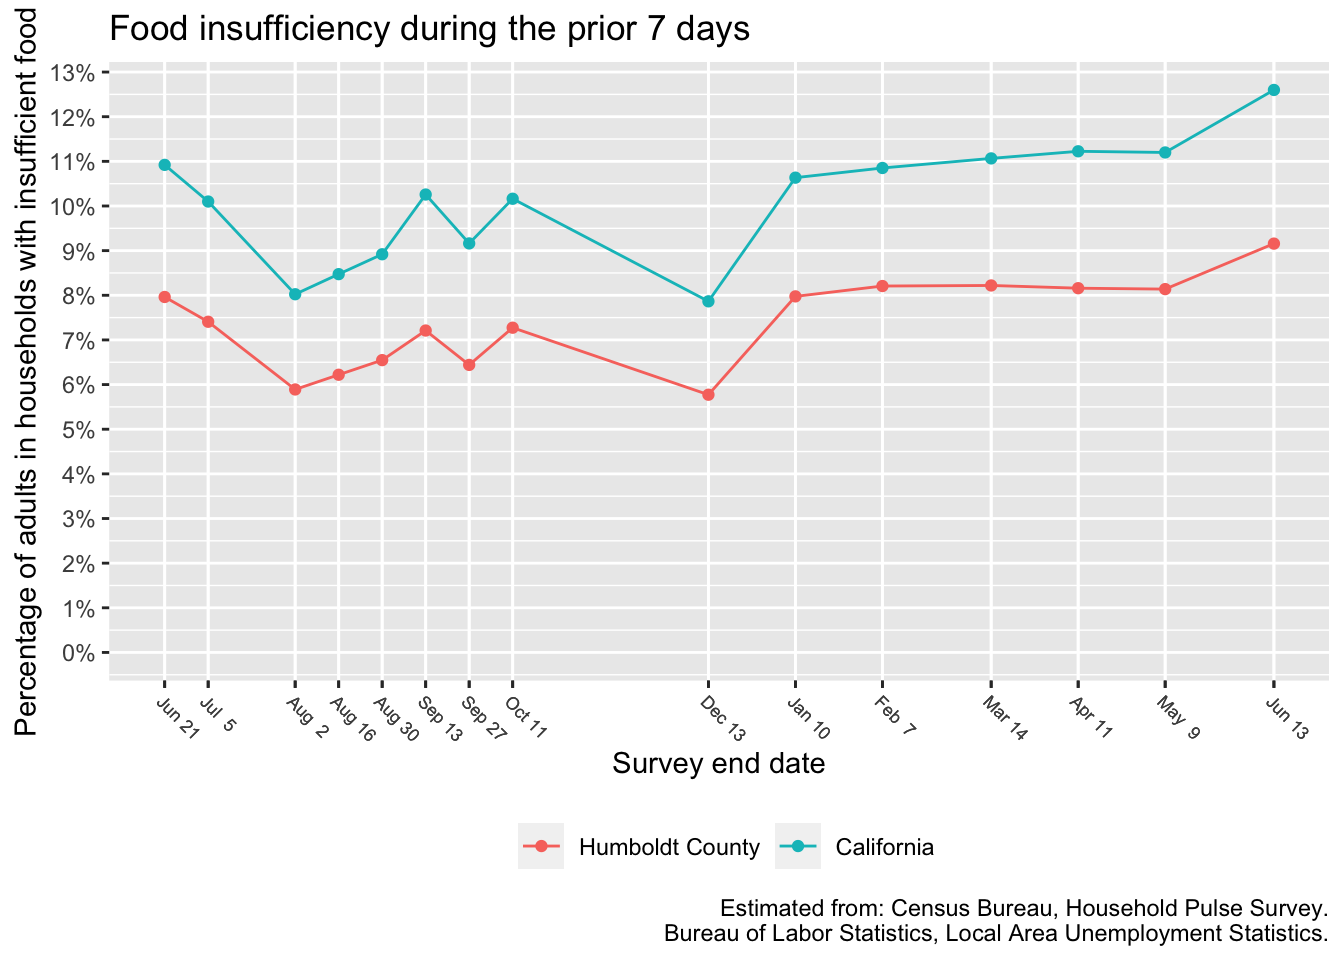 Food insufficiency during the prior 7 days
Percentage of adults in households with insufficient food
13%
12%
11%
10%
9%
8%
7%
6%
5%
4%
3%
2%
1%
0%
Jun 21
Jul 5
Aug 2
Aug 16
Aug 30
Sep 13
Sep 27
Oct 11
Dec 13
Jan 10
Feb 7
Mar 14
Apr 11
May 9
Jun 13
Survey end date
Humboldt County
California
Estimated from: Census Bureau, Household Pulse Survey.
Bureau of Labor Statistics, Local Area Unemployment Statistics.